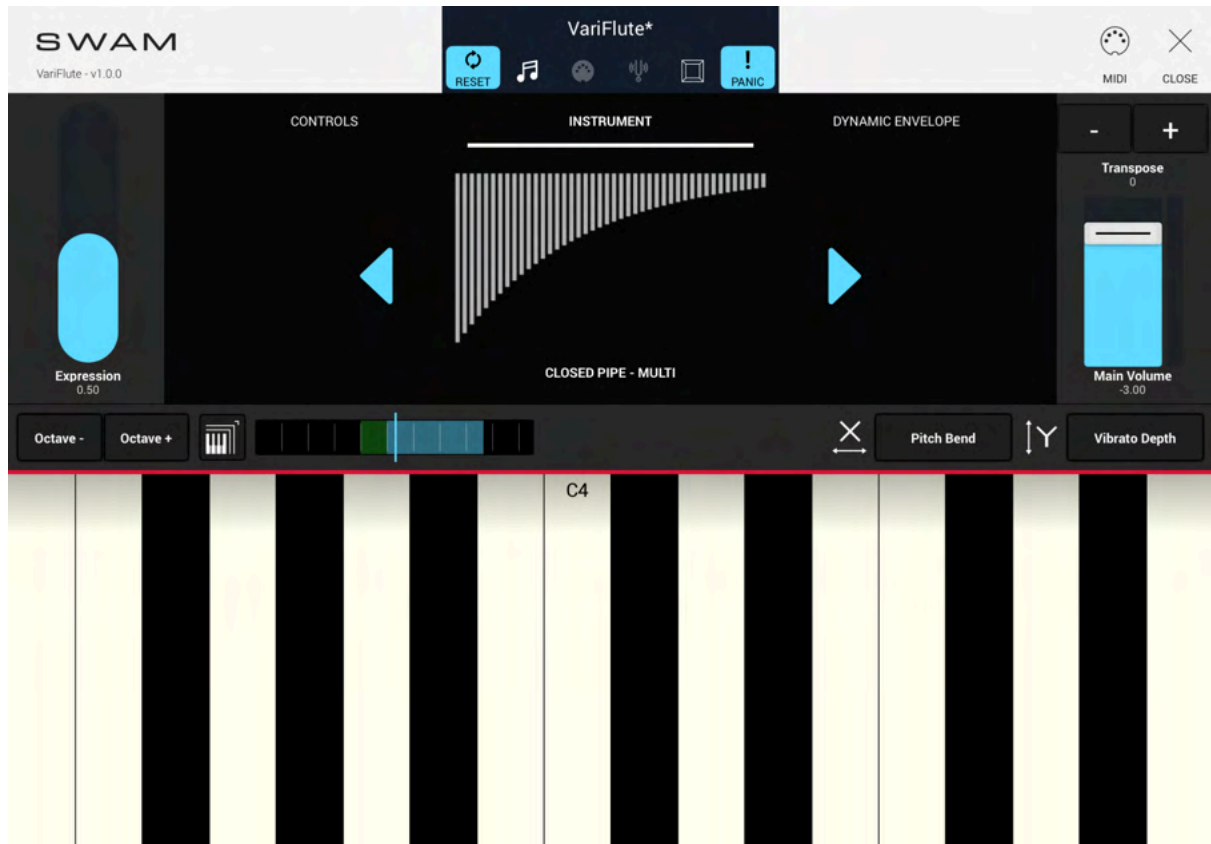 SWAM
VariFlute - v1.0.0
VariFlute*
RESET
PANIC
MIDI
CLOSE
CONTROLS
INSTRUMENT
DYNAMIC ENVELOPE
- +
Transpose
0
Expression
0.50
CLOSED PIPE - MULTI
Main Volume
-3.00
Octave -
Octave +
X
Pitch Bend
Y
Vibrato Depth
C4